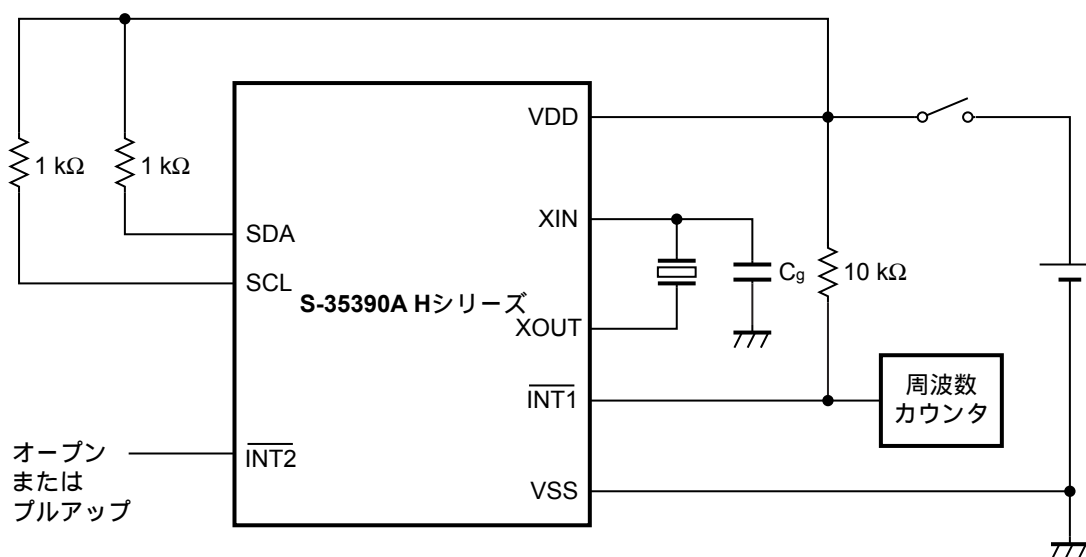 VDD
1 kΩ
1 kΩ
XIN
SDA
SCL
Cg
10 kΩ
S-35390A Hシリーズ
XOUT
INT1
周波数
カウンタ
オープン
または
プルアップ
INT2
VSS